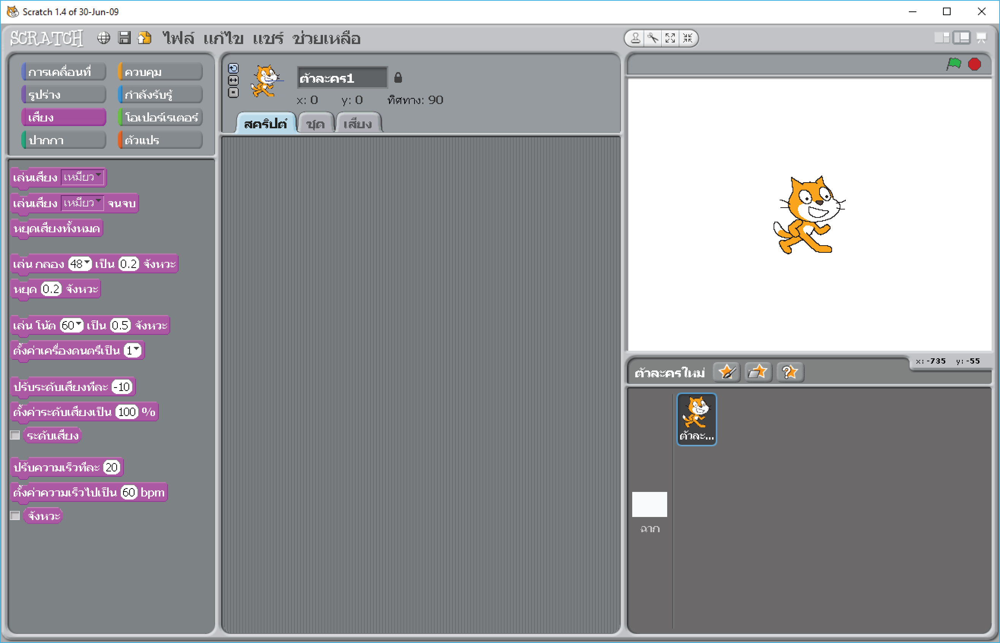 Scratch 1.4 of 30-Jun-09
SCRATCH ไฟล์ แก้ไข แชร์ ช่วยเหลือ
การเคลื่อนที่ ควบคุม
รูปร่าง กำลังรับรู้
เสียง โอเปอร์เรเตอร์
ปากกา ตัวแปร
เล่นเสียง เหมียว
เล่นเสียง เหมียว จนจบ
หยุดเสียงทั้งหมด
เล่น กลอง 48 เป็น 0.2 จังหวะ
หยุด 0.2 จังหวะ
เล่น โน้ต 60 เป็น 0.5 จังหวะ
ตั้งค่าเครื่องดนตรีเป็น 1
ปรับระดับเสียงทีละ -10
ตั้งค่าระดับเสียงเป็น 100 %
ระดับเสียง
ปรับความเร็วทีละ 20
ตั้งค่าความเร็วไปเป็น 60 bpm
จังหวะ
ตัวละคร1
x: 0 y: 0 ทิศทาง: 90
สคริปต์ ชุด เสียง
x: -735 y: -55
ตัวละครใหม่
ตัวละ...
ฉาก